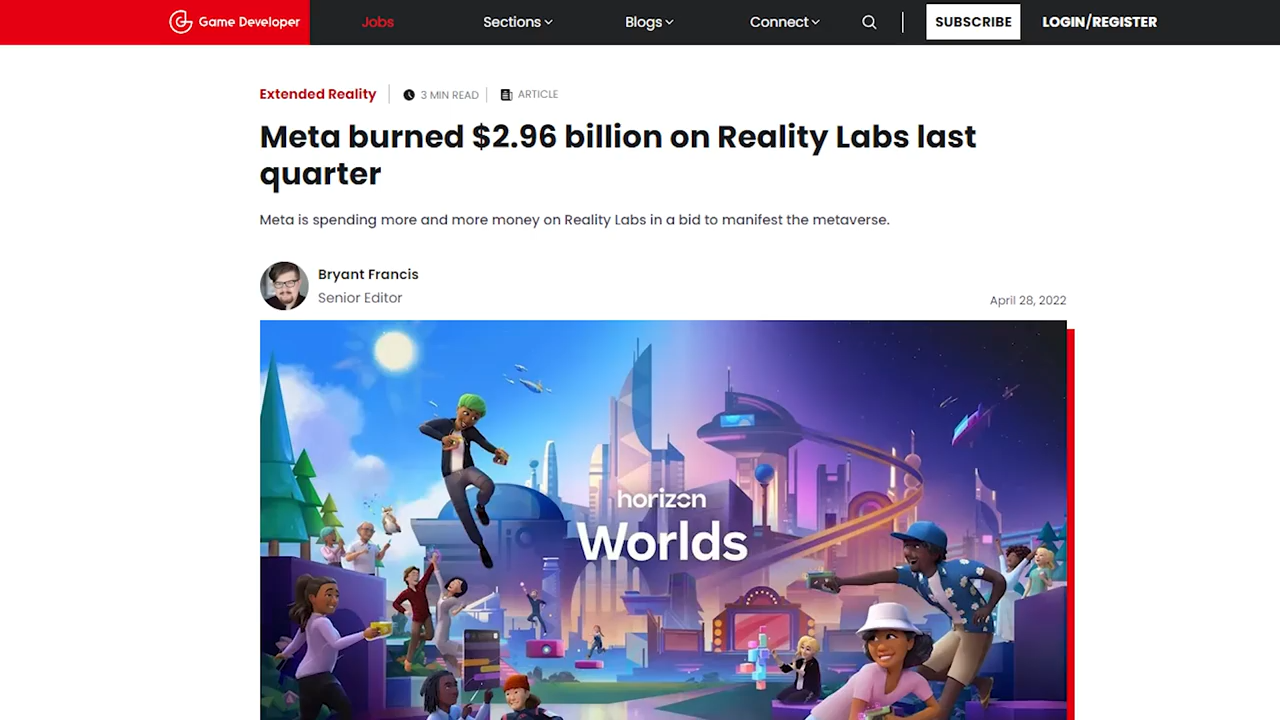 Game Developer
Jobs
Sections
Blogs
Connect
SUBSCRIBE
LOGIN/REGISTER
Extended Reality
3 MIN READ
ARTICLE
Meta burned $2.96 billion on Reality Labs last
quarter
Meta is spending more and more money on Reality Labs in a bid to manifest the metaverse.
Bryant Francis
Senior Editor
April 28, 2022
horizon
Worlds